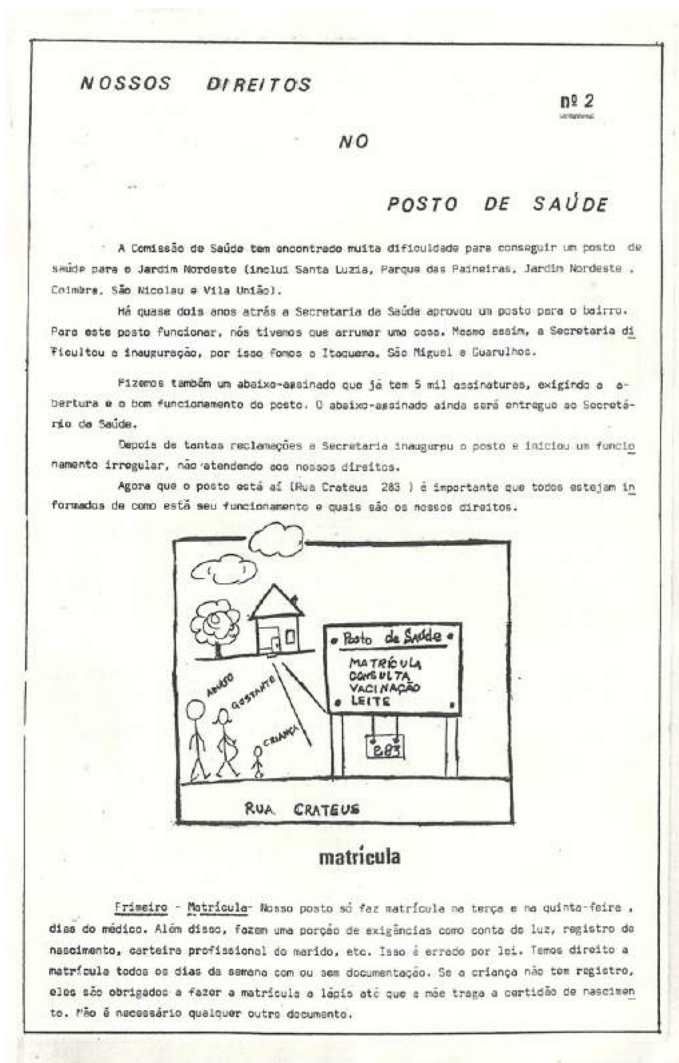 NOSSOS DIREITOS
nº 2
NO
POSTO DE SAÚDE
A Comissão de Saúde tem encontrado muita dificuldade para conseguir um posto de
saúde para o Jardim Nordeste (inclui Santa Luzia, Parque das Paineiras, Jardim Nordeste ,
Coimbra, São Nicolau e Vila União).
Há quase dois anos atrás a Secretaria da Saúde aprovou um posto para o bairro.
Para este posto funcionar, nós tivemos que arrumar uma casa. Mesmo assim, a Secretaria di
ficultou a inauguração, por isso fomos a Itaquera, São Miguel e Guarulhos.
Fizemos também um abaixo-assinado que já tem 5 mil assinaturas, exigindo a a-
bertura e o bom funcionamento do posto. O abaixo-assinado ainda será entregue ao Secretá-
rio da Saúde.
Depois de tantas reclamações a Secretaria inaugurou o posto e iniciou um funcio
namento irregular, não atendendo aos nossos direitos.
Agora que o posto está aí (Rua Crateus 283 ) é importante que todos estejam in
formados de como está seu funcionamento e quais são os nossos direitos.
Posto de Saúde
MATRÍCULA
CONSULTA
VACINAÇÃO
LEITE
283
ADULTO
GESTANTE
CRIANÇA
RUA CRATEUS
matrícula
Primeiro - Matrícula- Nosso posto só faz matrícula na terça e na quinta-feira ,
dias do médico. Além disso, fazem uma porção de exigências como conta de luz, registro de
nascimento, carteira profissional do marido, etc. Isso é errado por lei. Temos direito a
matrícula todos os dias da semana com ou sem documentação. Se a criança não tem registro,
eles são obrigados a fazer a matrícula a lápis até que a mãe traga a certidão de nascimen
to. Não é necessário qualquer outro documento.